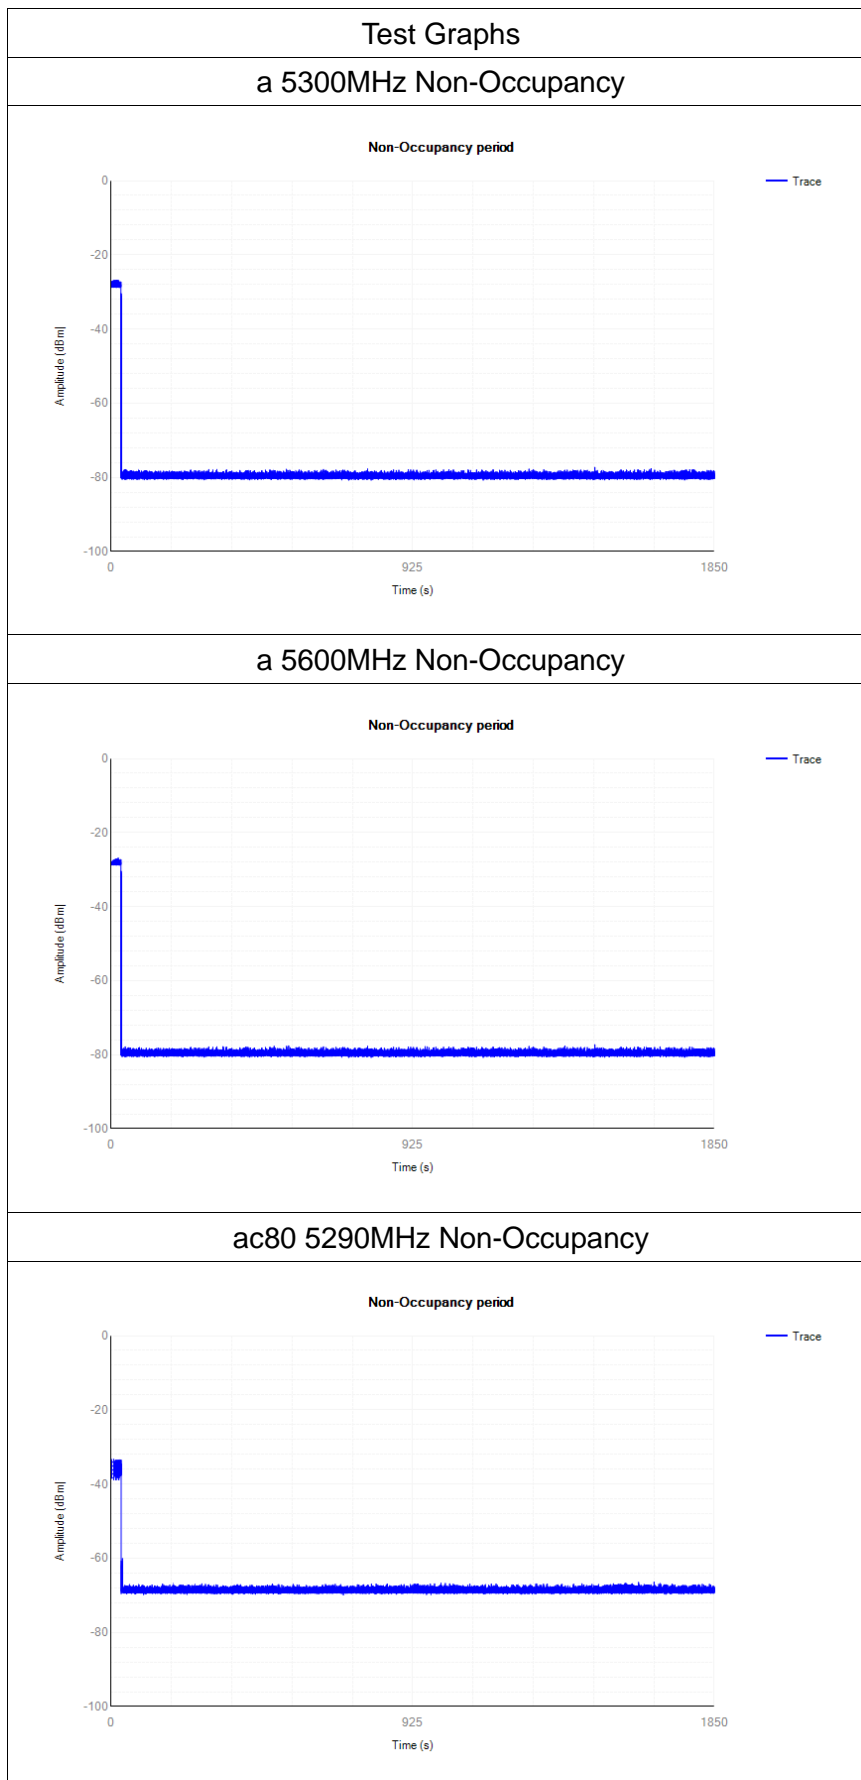 Test Graphs
a 5300MHz Non-Occupancy
Non-Occupancy period
0
Trace
-20
-40
Amplitude [dBm]
-60
-80
-100
0
925
1850
Time (s)
a 5600MHz Non-Occupancy
Non-Occupancy period
0
Trace
-20
-40
Amplitude [dBm]
-60
-80
-100
0
925
1850
Time (s)
ac80 5290MHz Non-Occupancy
Non-Occupancy period
0
Trace
-20
-40
Amplitude [dBm]
-60
-80
-100
0
925
1850
Time (s)